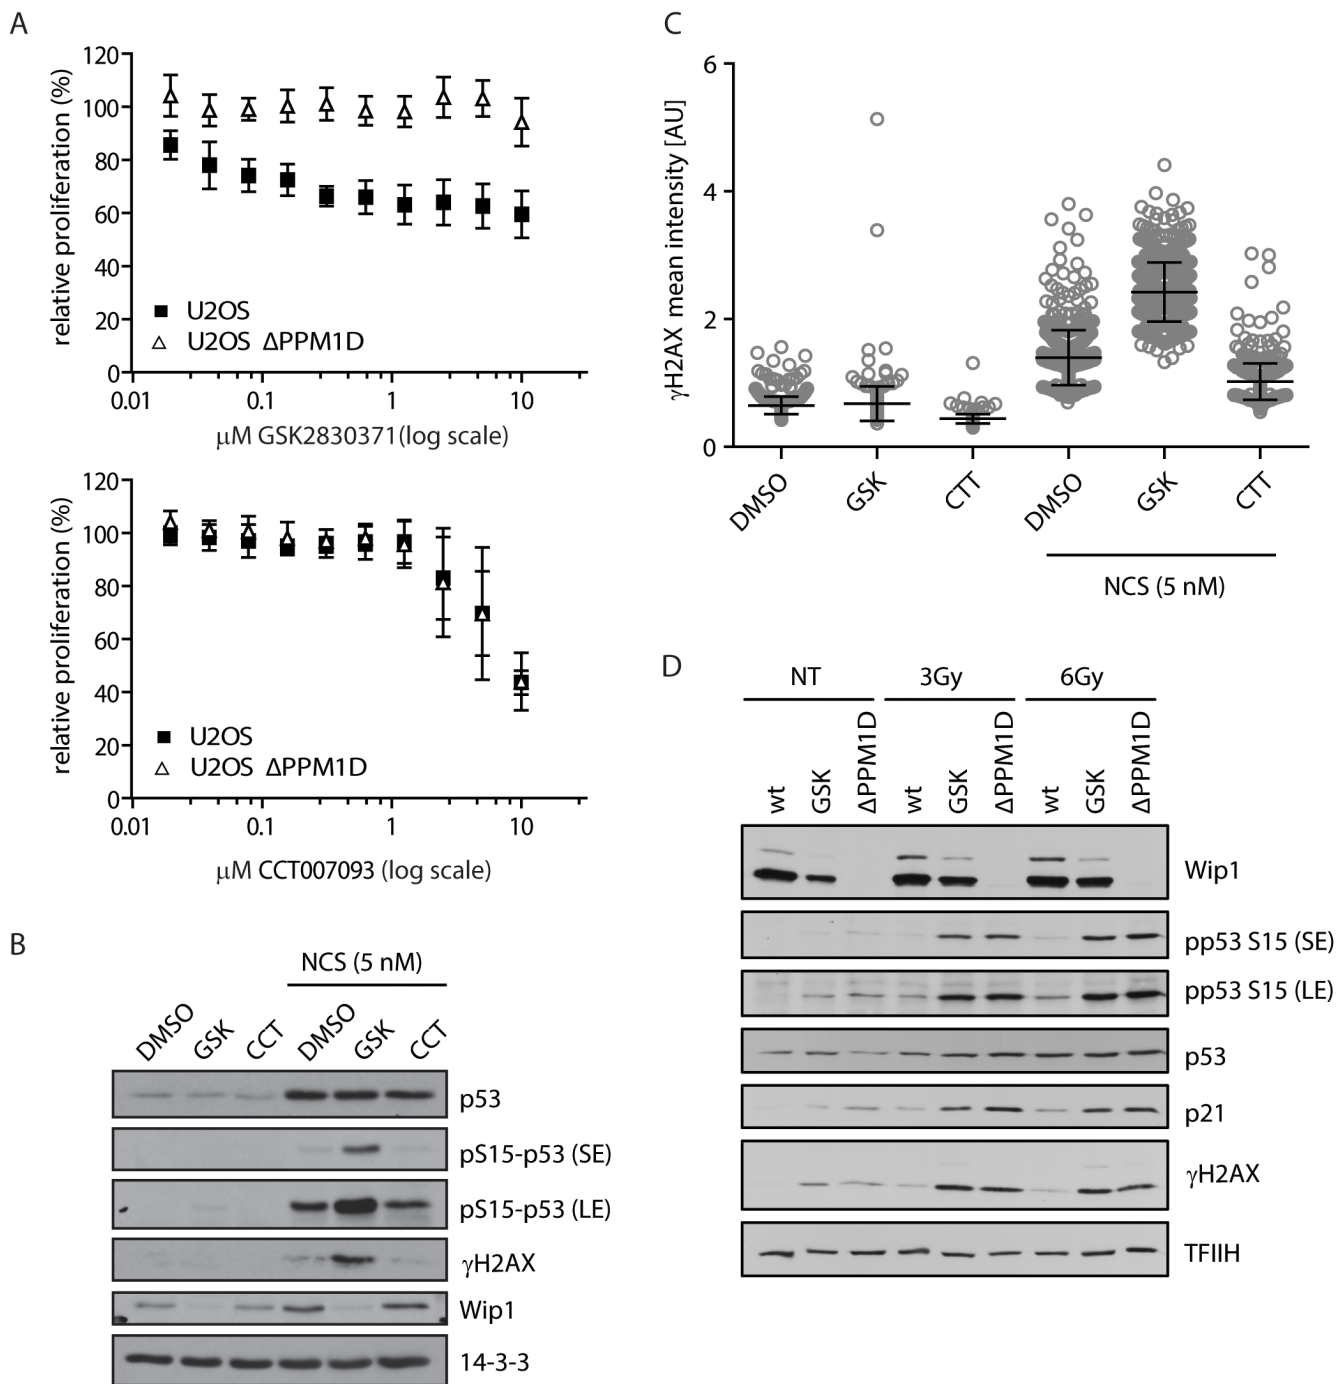 A
120
100
80
60
40
20
0
relative proliferation (%)
U2OS
U2OS ΔPPM1D
0.01 0.1 1 10
μM GSK2830371(log scale)
120
100
80
60
40
20
0
relative proliferation (%)
U2OS
U2OS ΔPPM1D
0.01 0.1 1 10
μM CCT007093 (log scale)
B
NCS (5 nM)
DMSO GSK CCT DMSO GSK CCT
p53
pS15-p53 (SE)
pS15-p53 (LE)
γH2AX
Wip1
14-3-3
C
6
4
2
0
γH2AX mean intensity [AU]
DMSO GSK CTT DMSO GSK CTT
NCS (5 nM)
D
NT 3Gy 6Gy
wt GSK ΔPPM1D wt GSK ΔPPM1D wt GSK ΔPPM1D
Wip1
pp53 S15 (SE)
pp53 S15 (LE)
p53
p21
γH2AX
TFIIH